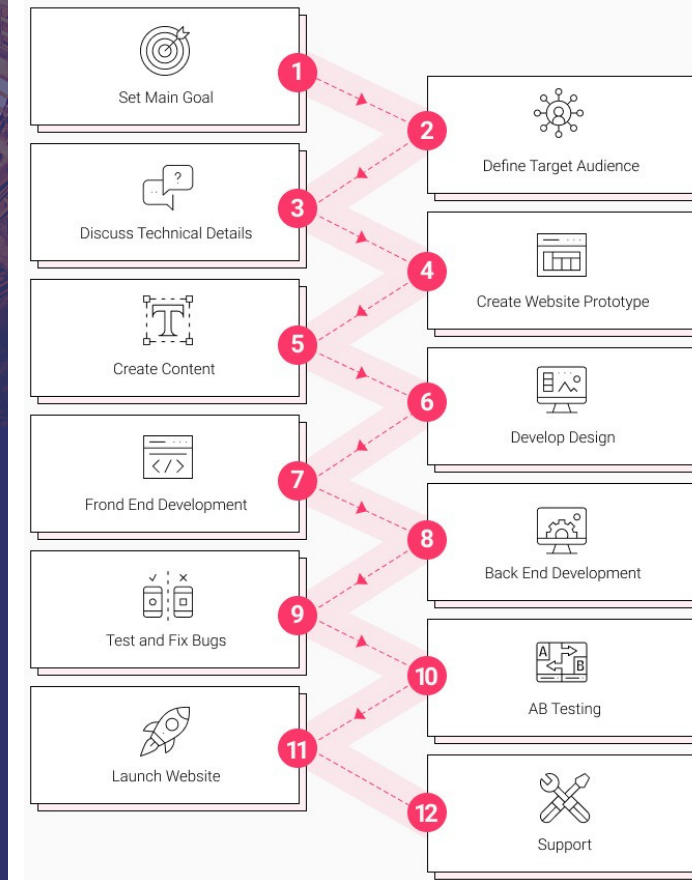 1
Set Main Goal
2
Define Target Audience
3
Discuss Technical Details
4
Create Website Prototype
5
T
Create Content
6
Develop Design
7
</>
Frond End Development
8
Back End Development
9
Test and Fix Bugs
10
A
B
AB Testing
11
Launch Website
12
Support
?